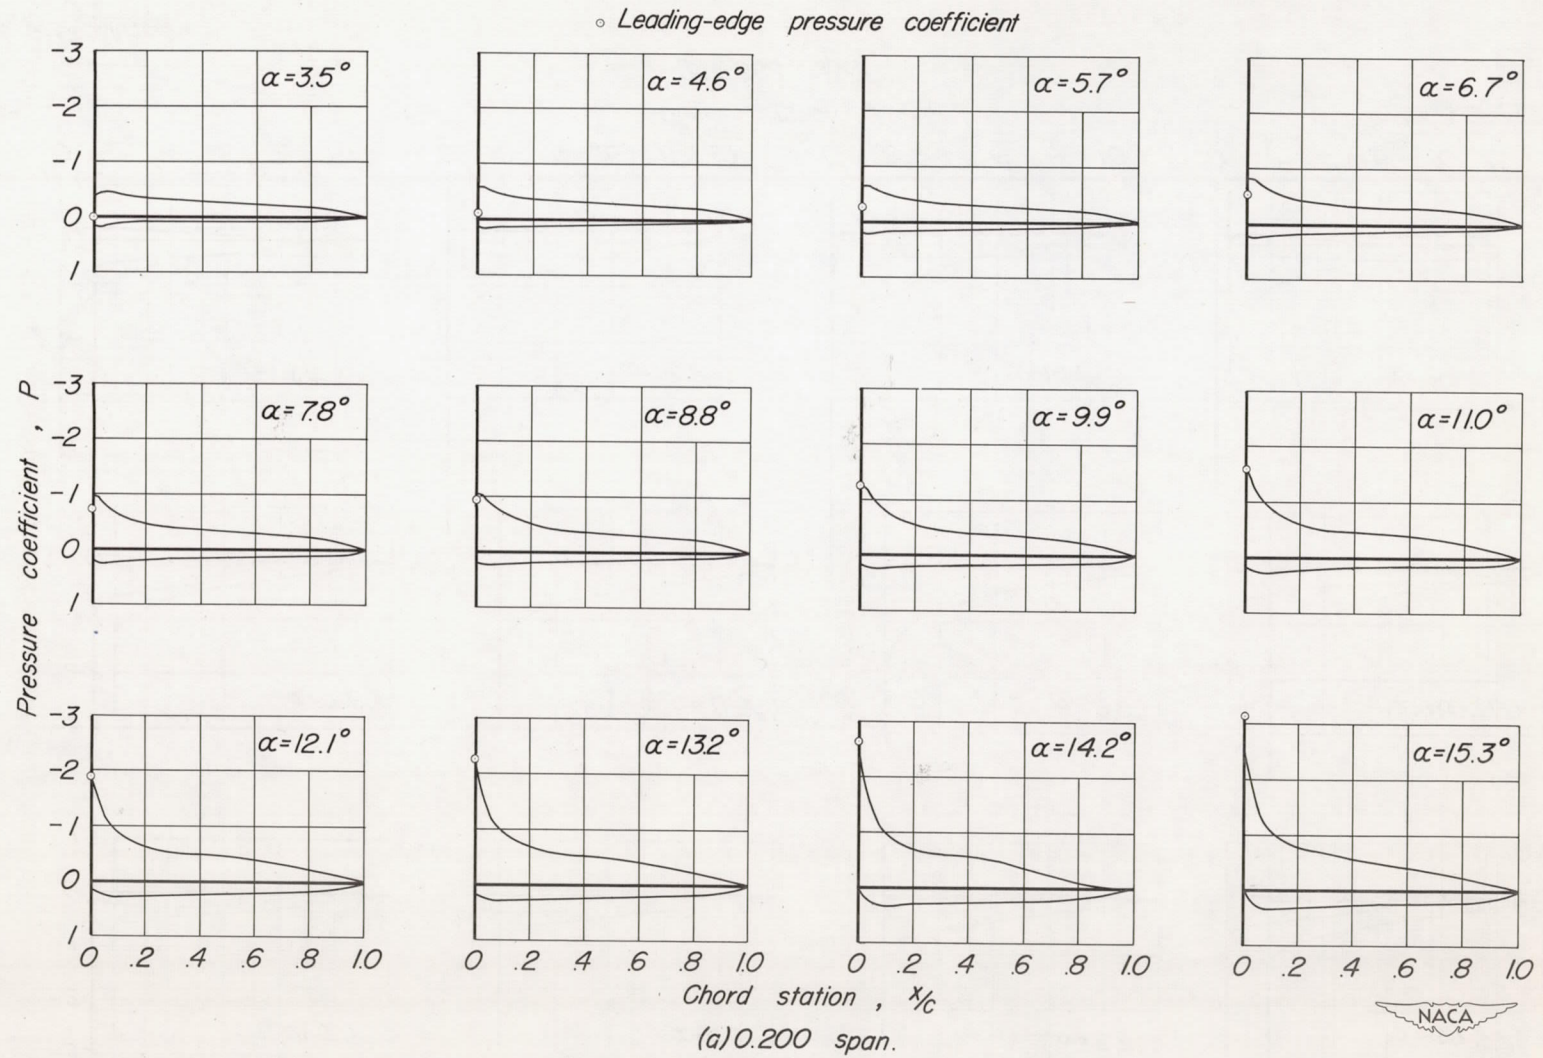 ⊙ Leading-edge pressure coefficient
-3
-2
-1
0
1
α=3.5°
α=4.6°
α=5.7°
α=6.7°
Pressure coefficient, P
-3
-2
-1
0
1
α=7.8°
α=8.8°
α=9.9°
α=11.0°
-3
-2
-1
0
1
α=12.1°
α=13.2°
α=14.2°
α=15.3°
0 .2 .4 .6 .8 1.0
0 .2 .4 .6 .8 1.0
0 .2 .4 .6 .8 1.0
0 .2 .4 .6 .8 1.0
Chord station, x/c
(a) 0.200 span.
NACA